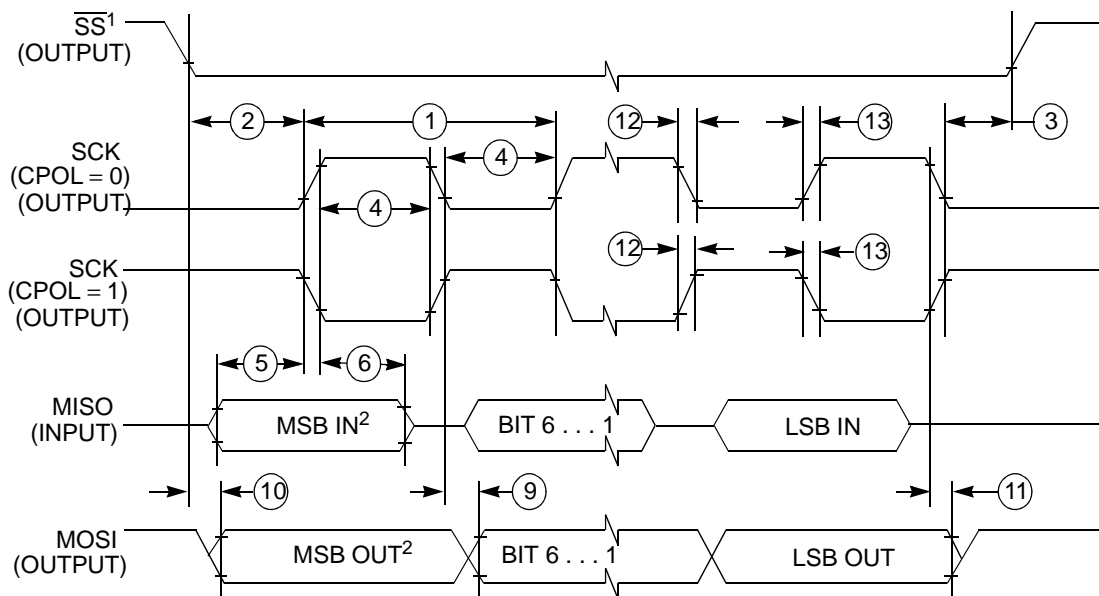 SS¹
(OUTPUT)
2
1
12
13
3
SCK
(CPOL = 0)
(OUTPUT)
4
4
SCK
(CPOL = 1)
(OUTPUT)
12
13
5
6
MISO
(INPUT)
MSB IN²
BIT 6 . . . 1
LSB IN
10
9
11
MOSI
(OUTPUT)
MSB OUT²
BIT 6 . . . 1
LSB OUT